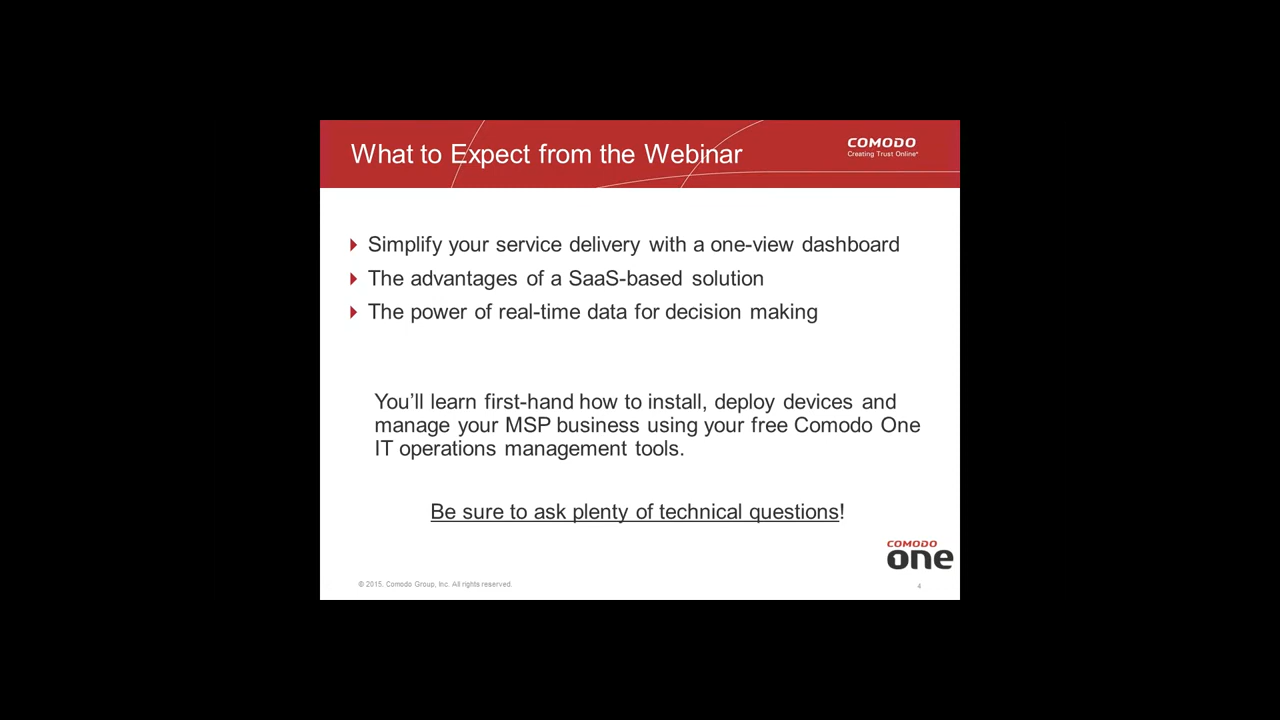 What to Expect from the Webinar
COMODO
Creating Trust Online*
Simplify your service delivery with a one-view dashboard
The advantages of a SaaS-based solution
The power of real-time data for decision making
You’ll learn first-hand how to install, deploy devices and
manage your MSP business using your free Comodo One
IT operations management tools.
Be sure to ask plenty of technical questions!
COMODO
one
© 2015. Comodo Group, Inc. All rights reserved.
4